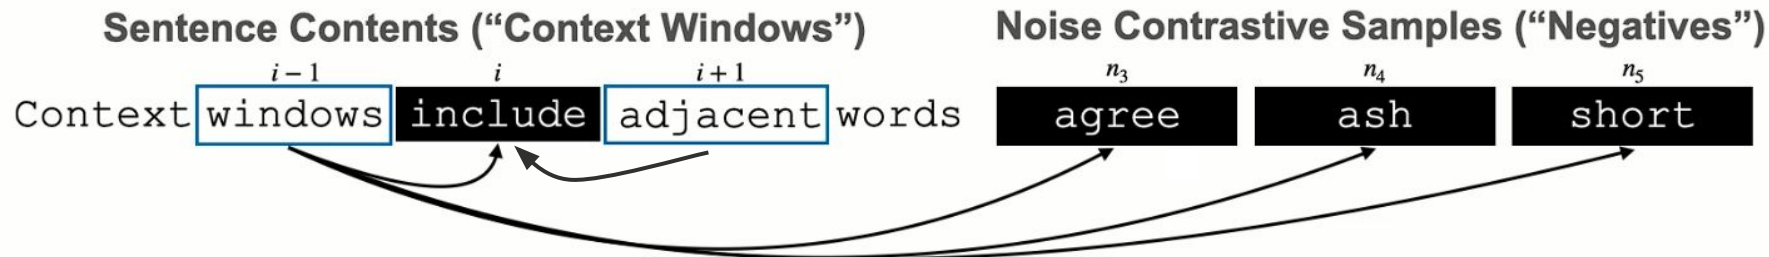 Sentence Contents (“Context Windows”)
Noise Contrastive Samples (“Negatives”)
i − 1 i i + 1
n₃ n₄ n₅
Context windows include adjacent words
agree ash short